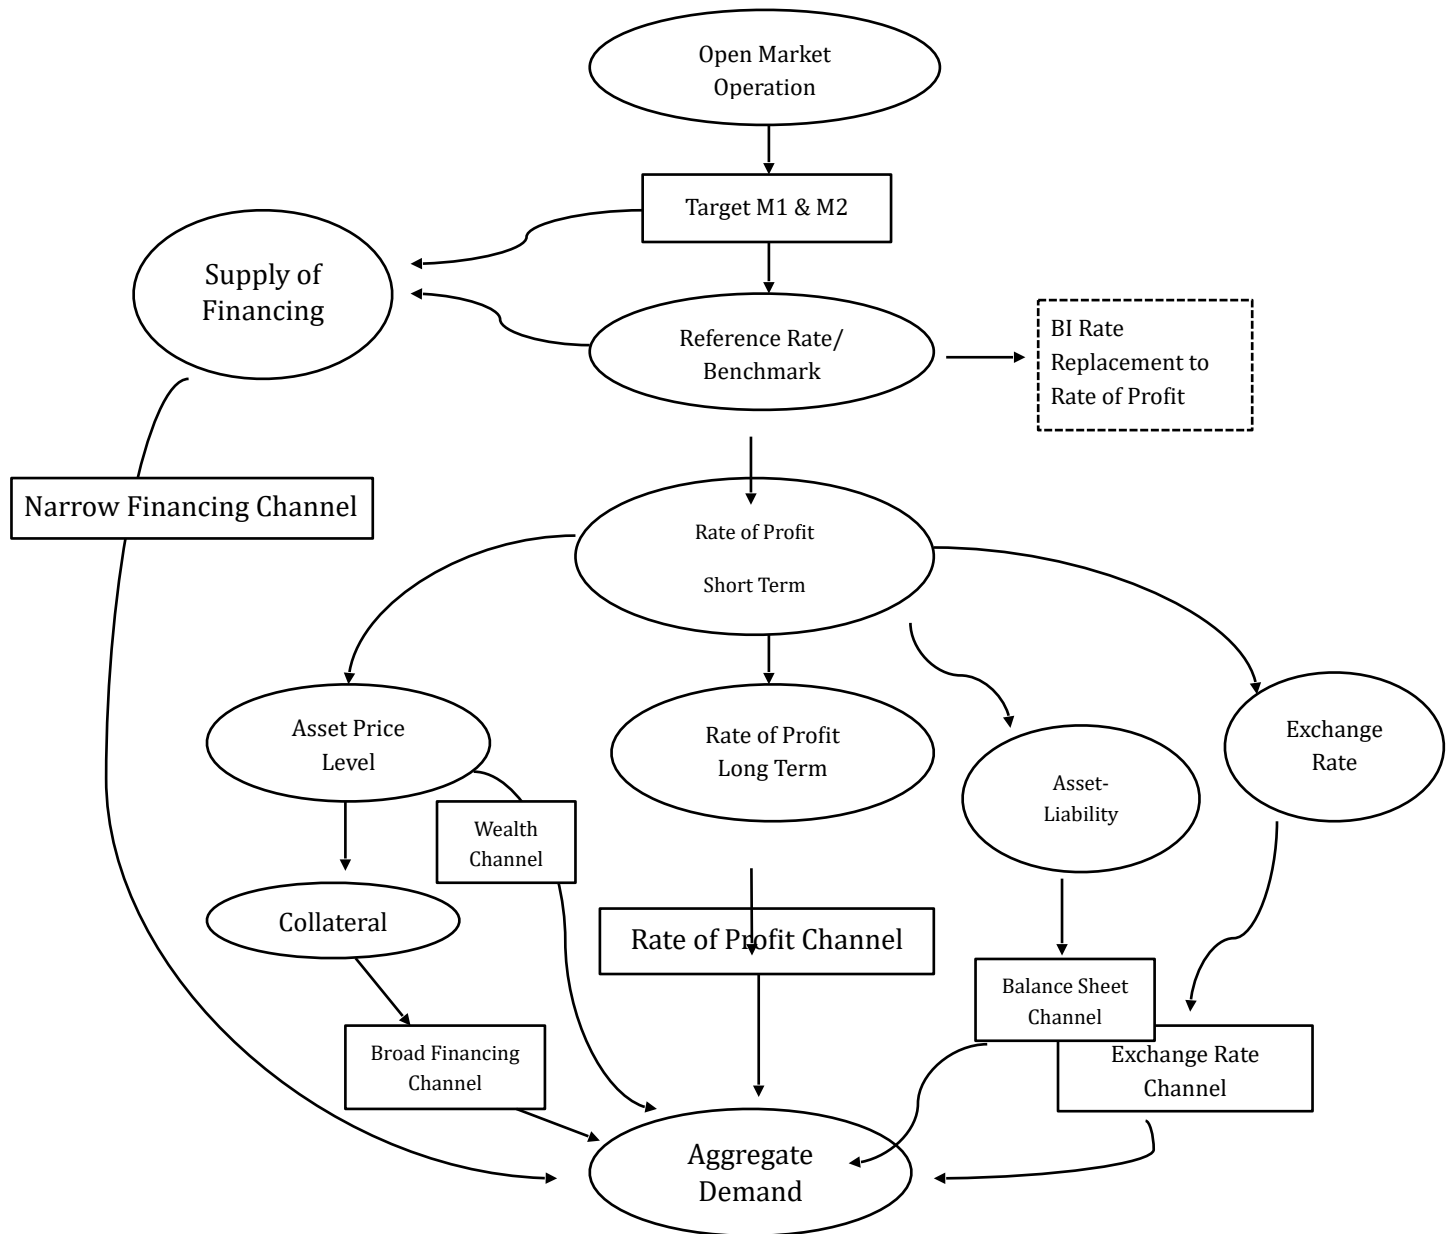 Open Market
Operation
Target M1 & M2
Supply of
Financing
Reference Rate/
Benchmark
BI Rate
Replacement to
Rate of Profit
Narrow Financing Channel
Rate of Profit
Short Term
Asset Price
Level
Rate of Profit
Long Term
Asset-
Liability
Exchange
Rate
Wealth
Channel
Collateral
Rate of Profit Channel
Balance Sheet
Channel
Broad Financing
Channel
Exchange Rate
Channel
Aggregate
Demand